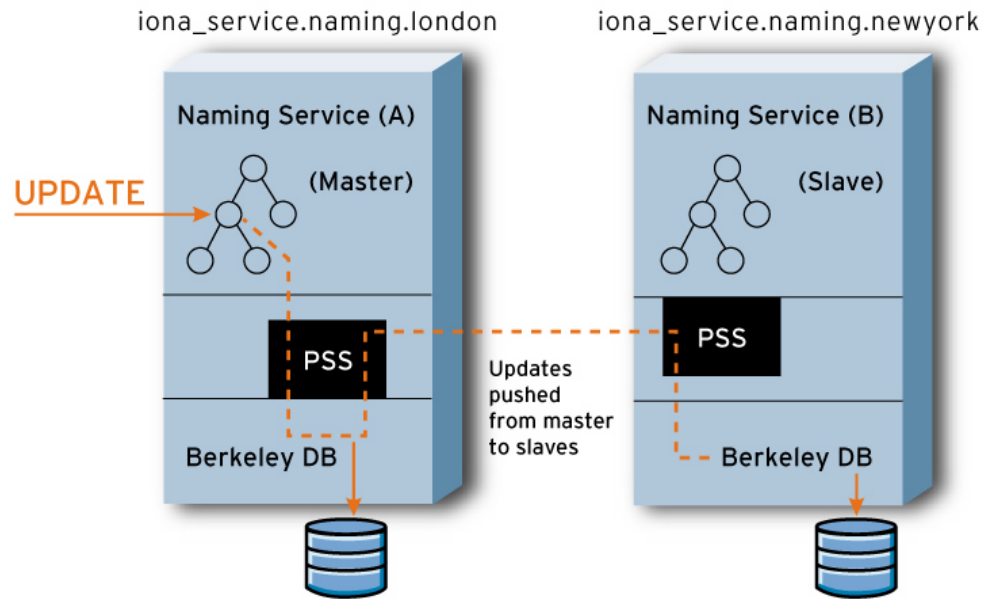 iona_service.naming.london
iona_service.naming.newyork
Naming Service (A)
(Master)
UPDATE
PSS
Berkeley DB
Updates
pushed
from master
to slaves
Naming Service (B)
(Slave)
PSS
Berkeley DB